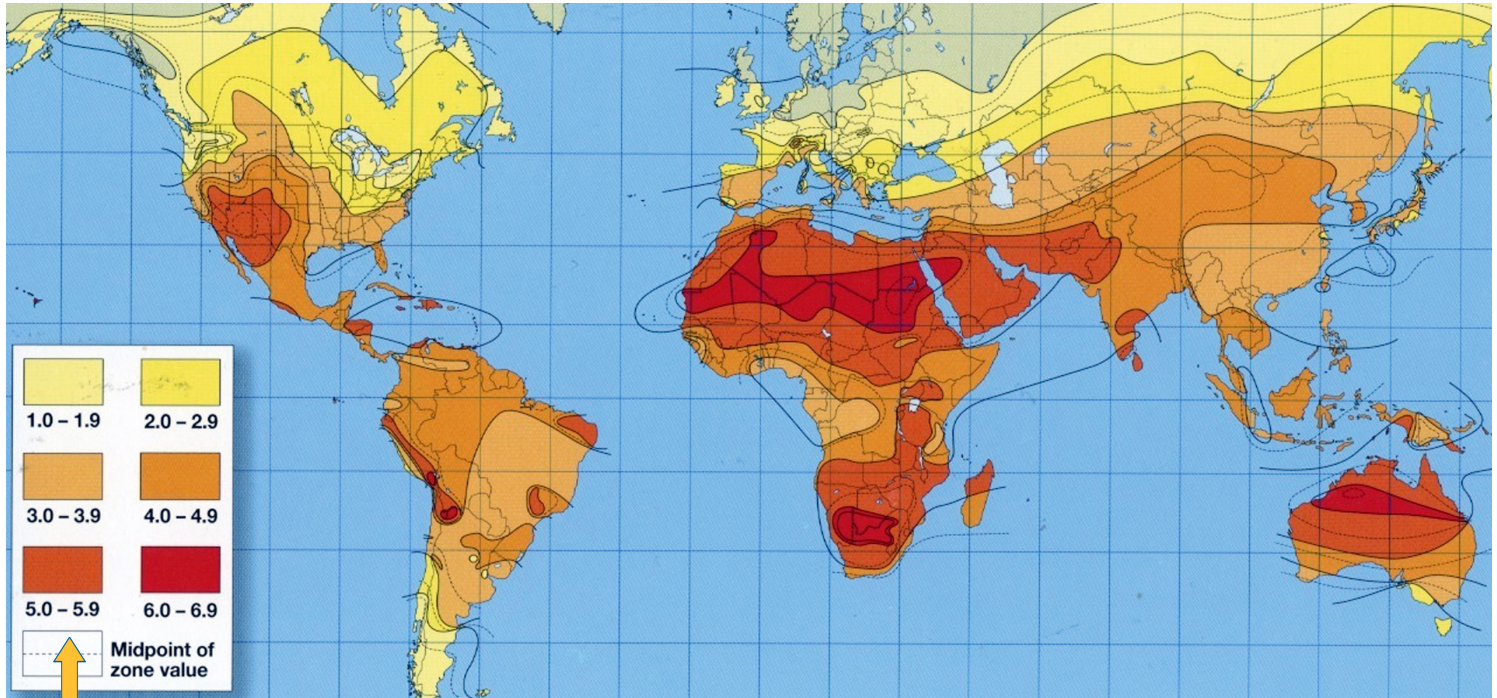 1.0 – 1.9 2.0 – 2.9
3.0 – 3.9 4.0 – 4.9
5.0 – 5.9 6.0 – 6.9
Midpoint of
zone value